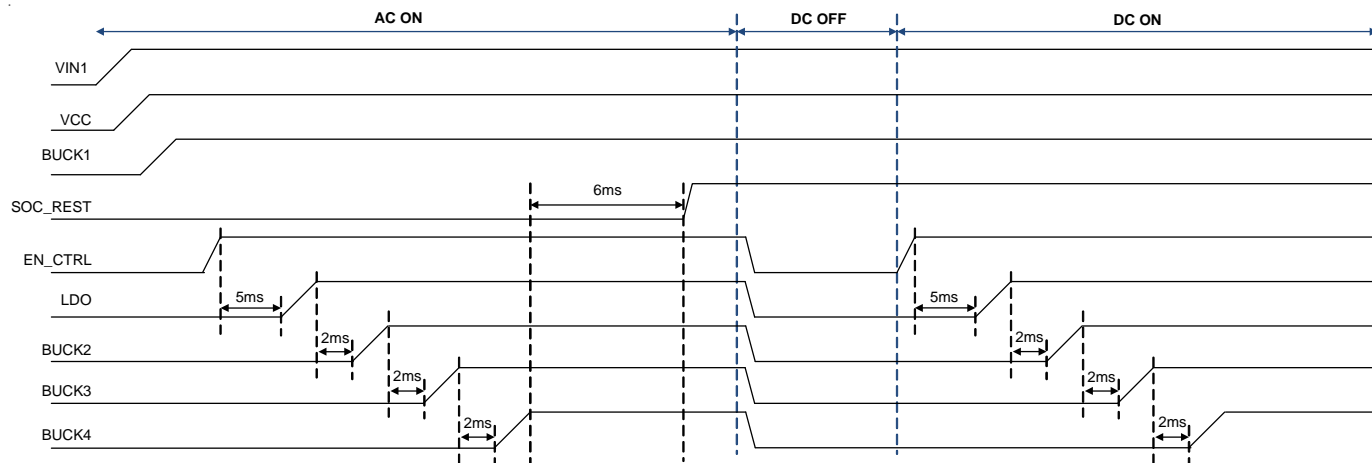 AC ON
DC OFF
DC ON
VIN1
VCC
BUCK1
6ms
SOC_REST
EN_CTRL
5ms
5ms
LDO
2ms
2ms
BUCK2
2ms
2ms
BUCK3
2ms
2ms
BUCK4